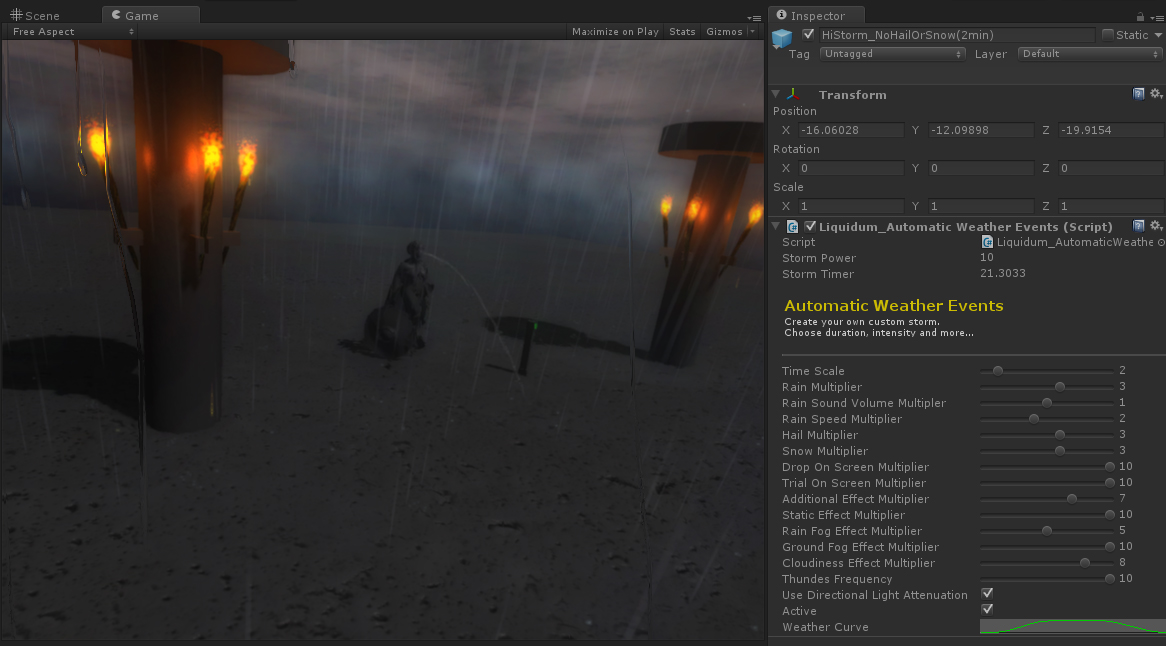 Scene
Game
Free Aspect
Maximize on Play
Stats
Gizmos
Inspector
HiStorm_NoHailOrSnow(2min)
Static
Tag Untagged Layer Default
Transform
Position
X -16.06028 Y -12.09898 Z -19.9154
Rotation
X 0 Y 0 Z 0
Scale
X 1 Y 1 Z 1
Liquidum_Automatic Weather Events (Script)
Script Liquidum_AutomaticWeathe
Storm Power 10
Storm Timer 21.3033
Automatic Weather Events
Create your own custom storm.
Choose duration, intensity and more...
Time Scale 2
Rain Multiplier 3
Rain Sound Volume Multipler 1
Rain Speed Multiplier 2
Hail Multiplier 3
Snow Multiplier 3
Drop On Screen Multiplier 10
Trial On Screen Multiplier 10
Additional Effect Multiplier 7
Static Effect Multiplier 10
Rain Fog Effect Multiplier 5
Ground Fog Effect Multiplier 10
Cloudiness Effect Multiplier 8
Thundes Frequency 10
Use Directional Light Attenuation
Active
Weather Curve